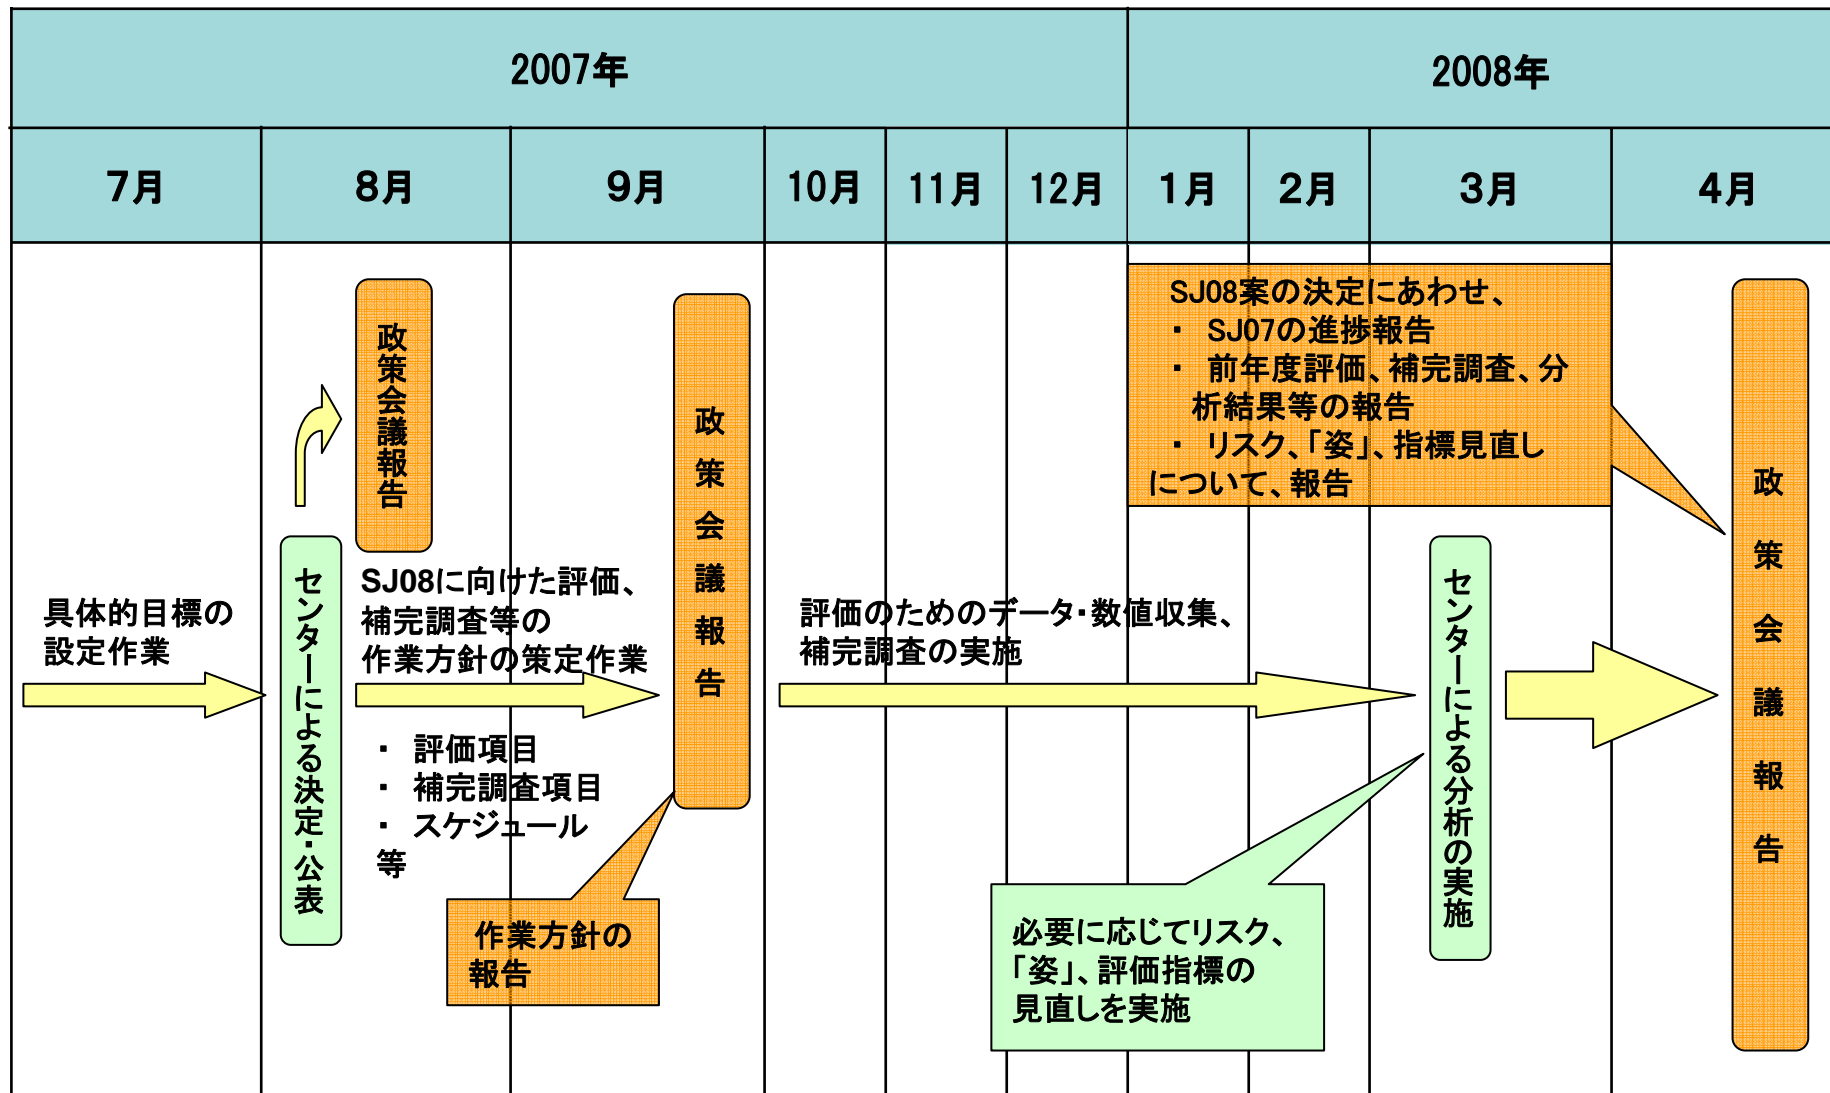 2007年
2008年
7月
8月
9月
10月
11月
12月
1月
2月
3月
4月
具体的目標の
設定作業
センターによる決定・公表
政策会議報告
SJ08に向けた評価、
補完調査等の
作業方針の策定作業
・ 評価項目
・ 補完調査項目
・ スケジュール
等
政策会議報告
作業方針の
報告
評価のためのデータ・数値収集、
補完調査の実施
SJ08案の決定にあわせ、
・ SJ07の進捗報告
・ 前年度評価、補完調査、分
析結果等の報告
・ リスク、「姿」、指標見直し
について、報告
センターによる分析の実施
必要に応じてリスク、
「姿」、評価指標の
見直しを実施
政策会議報告